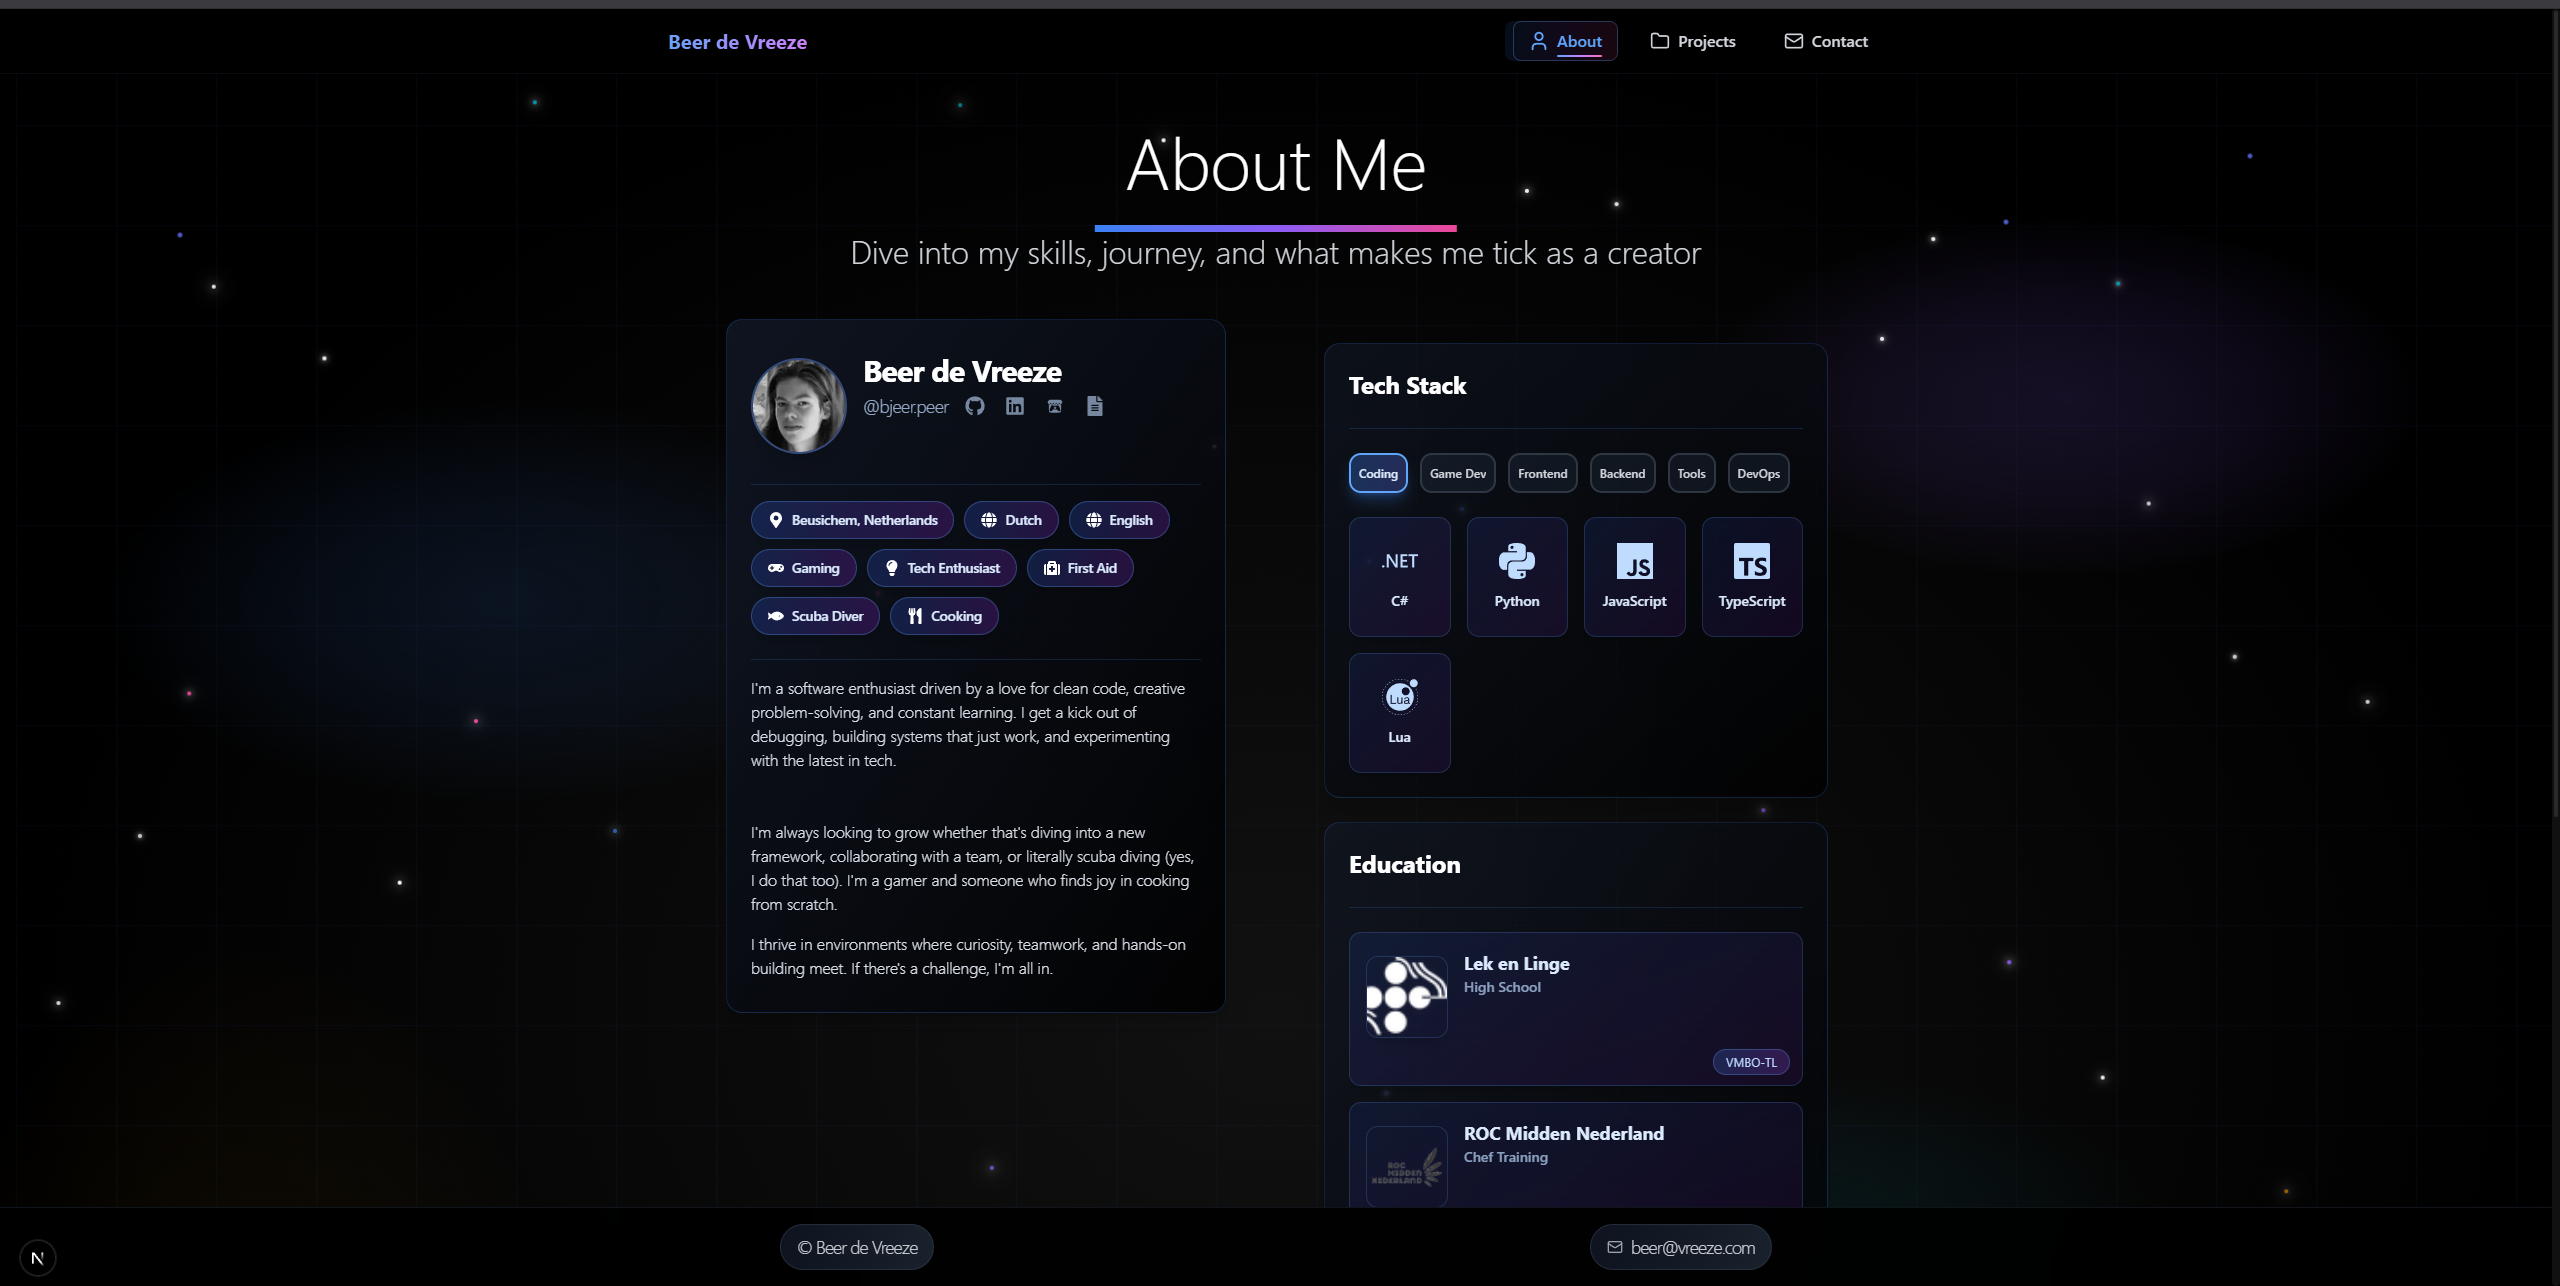 Beer de Vreeze
About
Projects
Contact
About Me
Dive into my skills, journey, and what makes me tick as a creator
Beer de Vreeze
@bjeer.peer
Beusichem, Netherlands
Dutch
English
Gaming
Tech Enthusiast
First Aid
Scuba Diver
Cooking
I'm a software enthusiast driven by a love for clean code, creative
problem-solving, and constant learning. I get a kick out of
debugging, building systems that just work, and experimenting
with the latest in tech.
I'm always looking to grow whether that's diving into a new
framework, collaborating with a team, or literally scuba diving (yes,
I do that too). I'm a gamer and someone who finds joy in cooking
from scratch.
I thrive in environments where curiosity, teamwork, and hands-on
building meet. If there's a challenge, I'm all in.
Tech Stack
Coding
Game Dev
Frontend
Backend
Tools
DevOps
.NET
C#
Python
JS
JavaScript
TS
TypeScript
Lua
Lua
Education
Lek en Linge
High School
VMBO-TL
ROC
MIDDEN
NEDERLAND
ROC Midden Nederland
Chef Training
N
© Beer de Vreeze
beer@vreeze.com